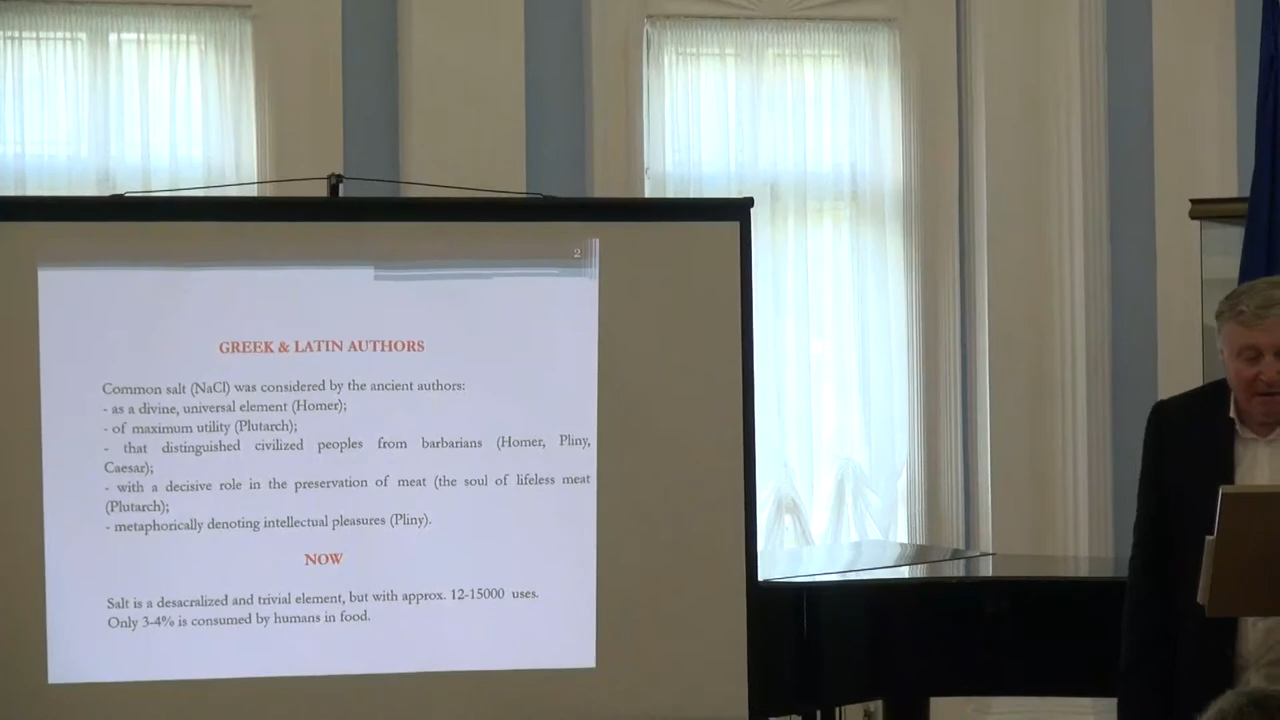 2
GREEK & LATIN AUTHORS
Common salt (NaCl) was considered by the ancient authors:
- as a divine, universal element (Homer);
- of maximum utility (Plutarch);
- that distinguished civilized peoples from barbarians (Homer, Pliny,
Caesar);
- with a decisive role in the preservation of meat (the soul of lifeless meat
(Plutarch);
- metaphorically denoting intellectual pleasures (Pliny).
NOW
Salt is a desacralized and trivial element, but with approx. 12-15000 uses.
Only 3-4% is consumed by humans in food.